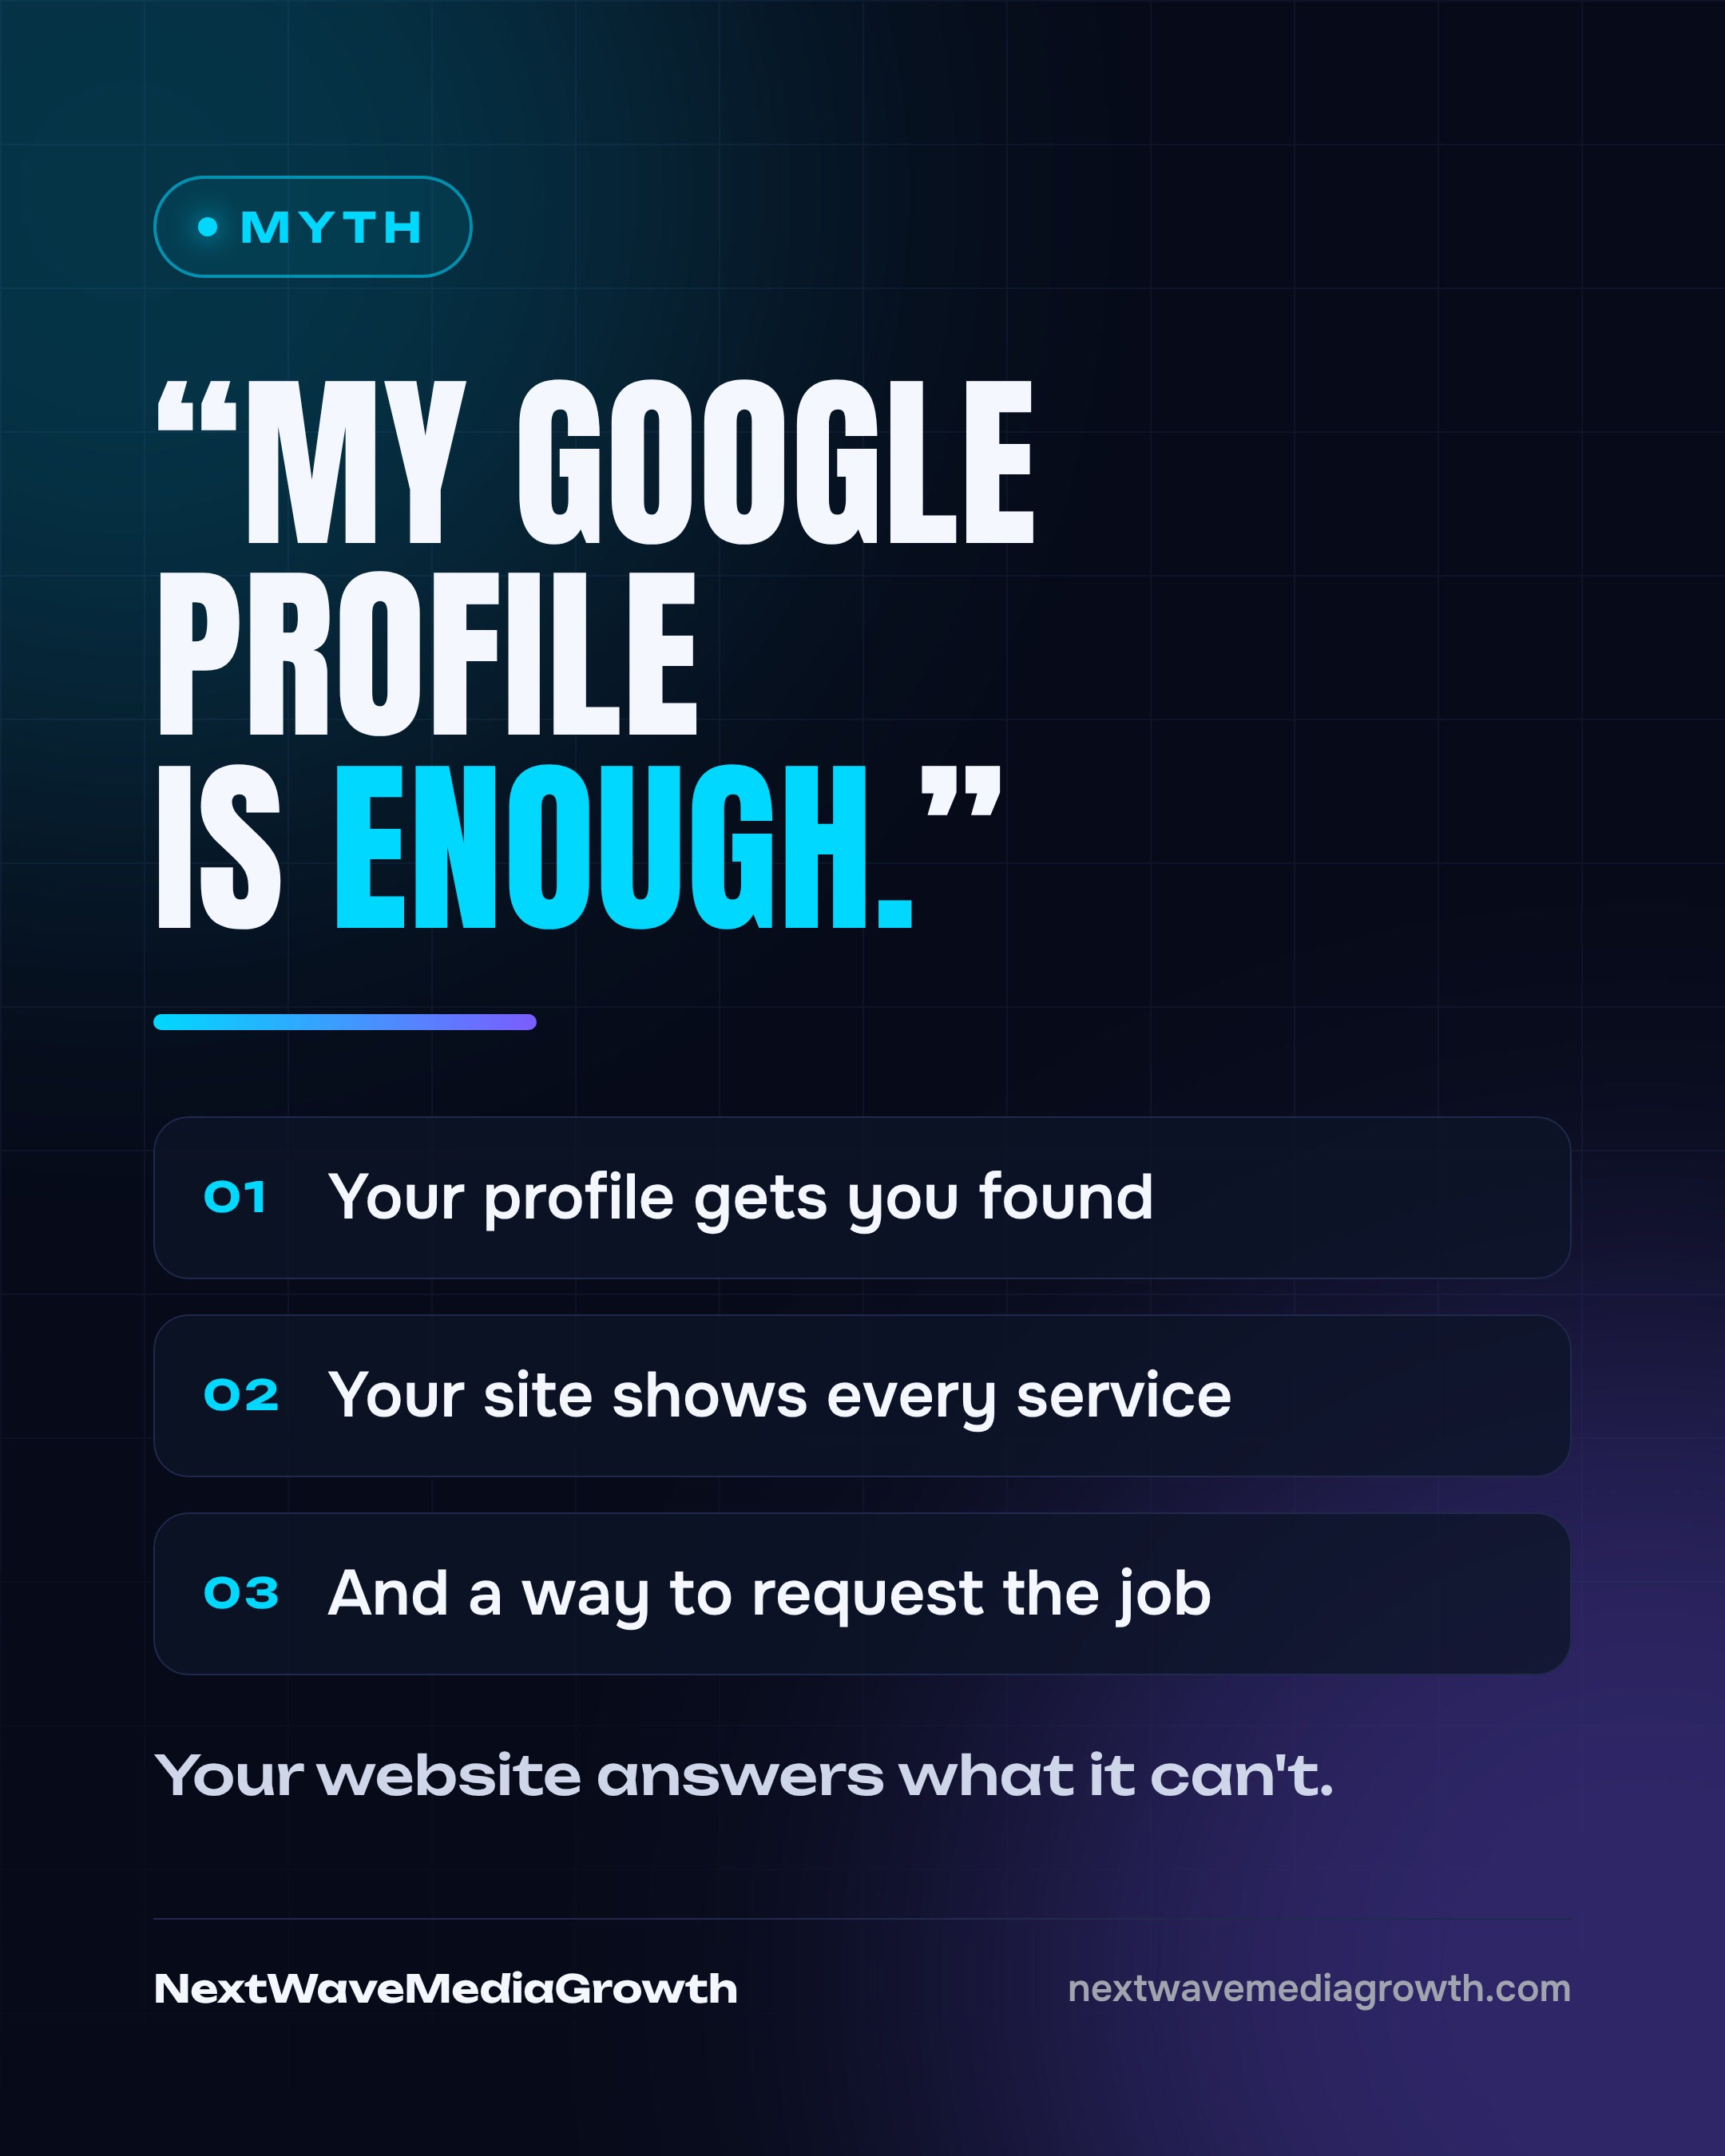 MYTH
“MY GOOGLE
PROFILE
IS ENOUGH.”
01 Your profile gets you found
02 Your site shows every service
03 And a way to request the job
Your website answers what it can't.
NextWaveMediaGrowth nextwavemediagrowth.com